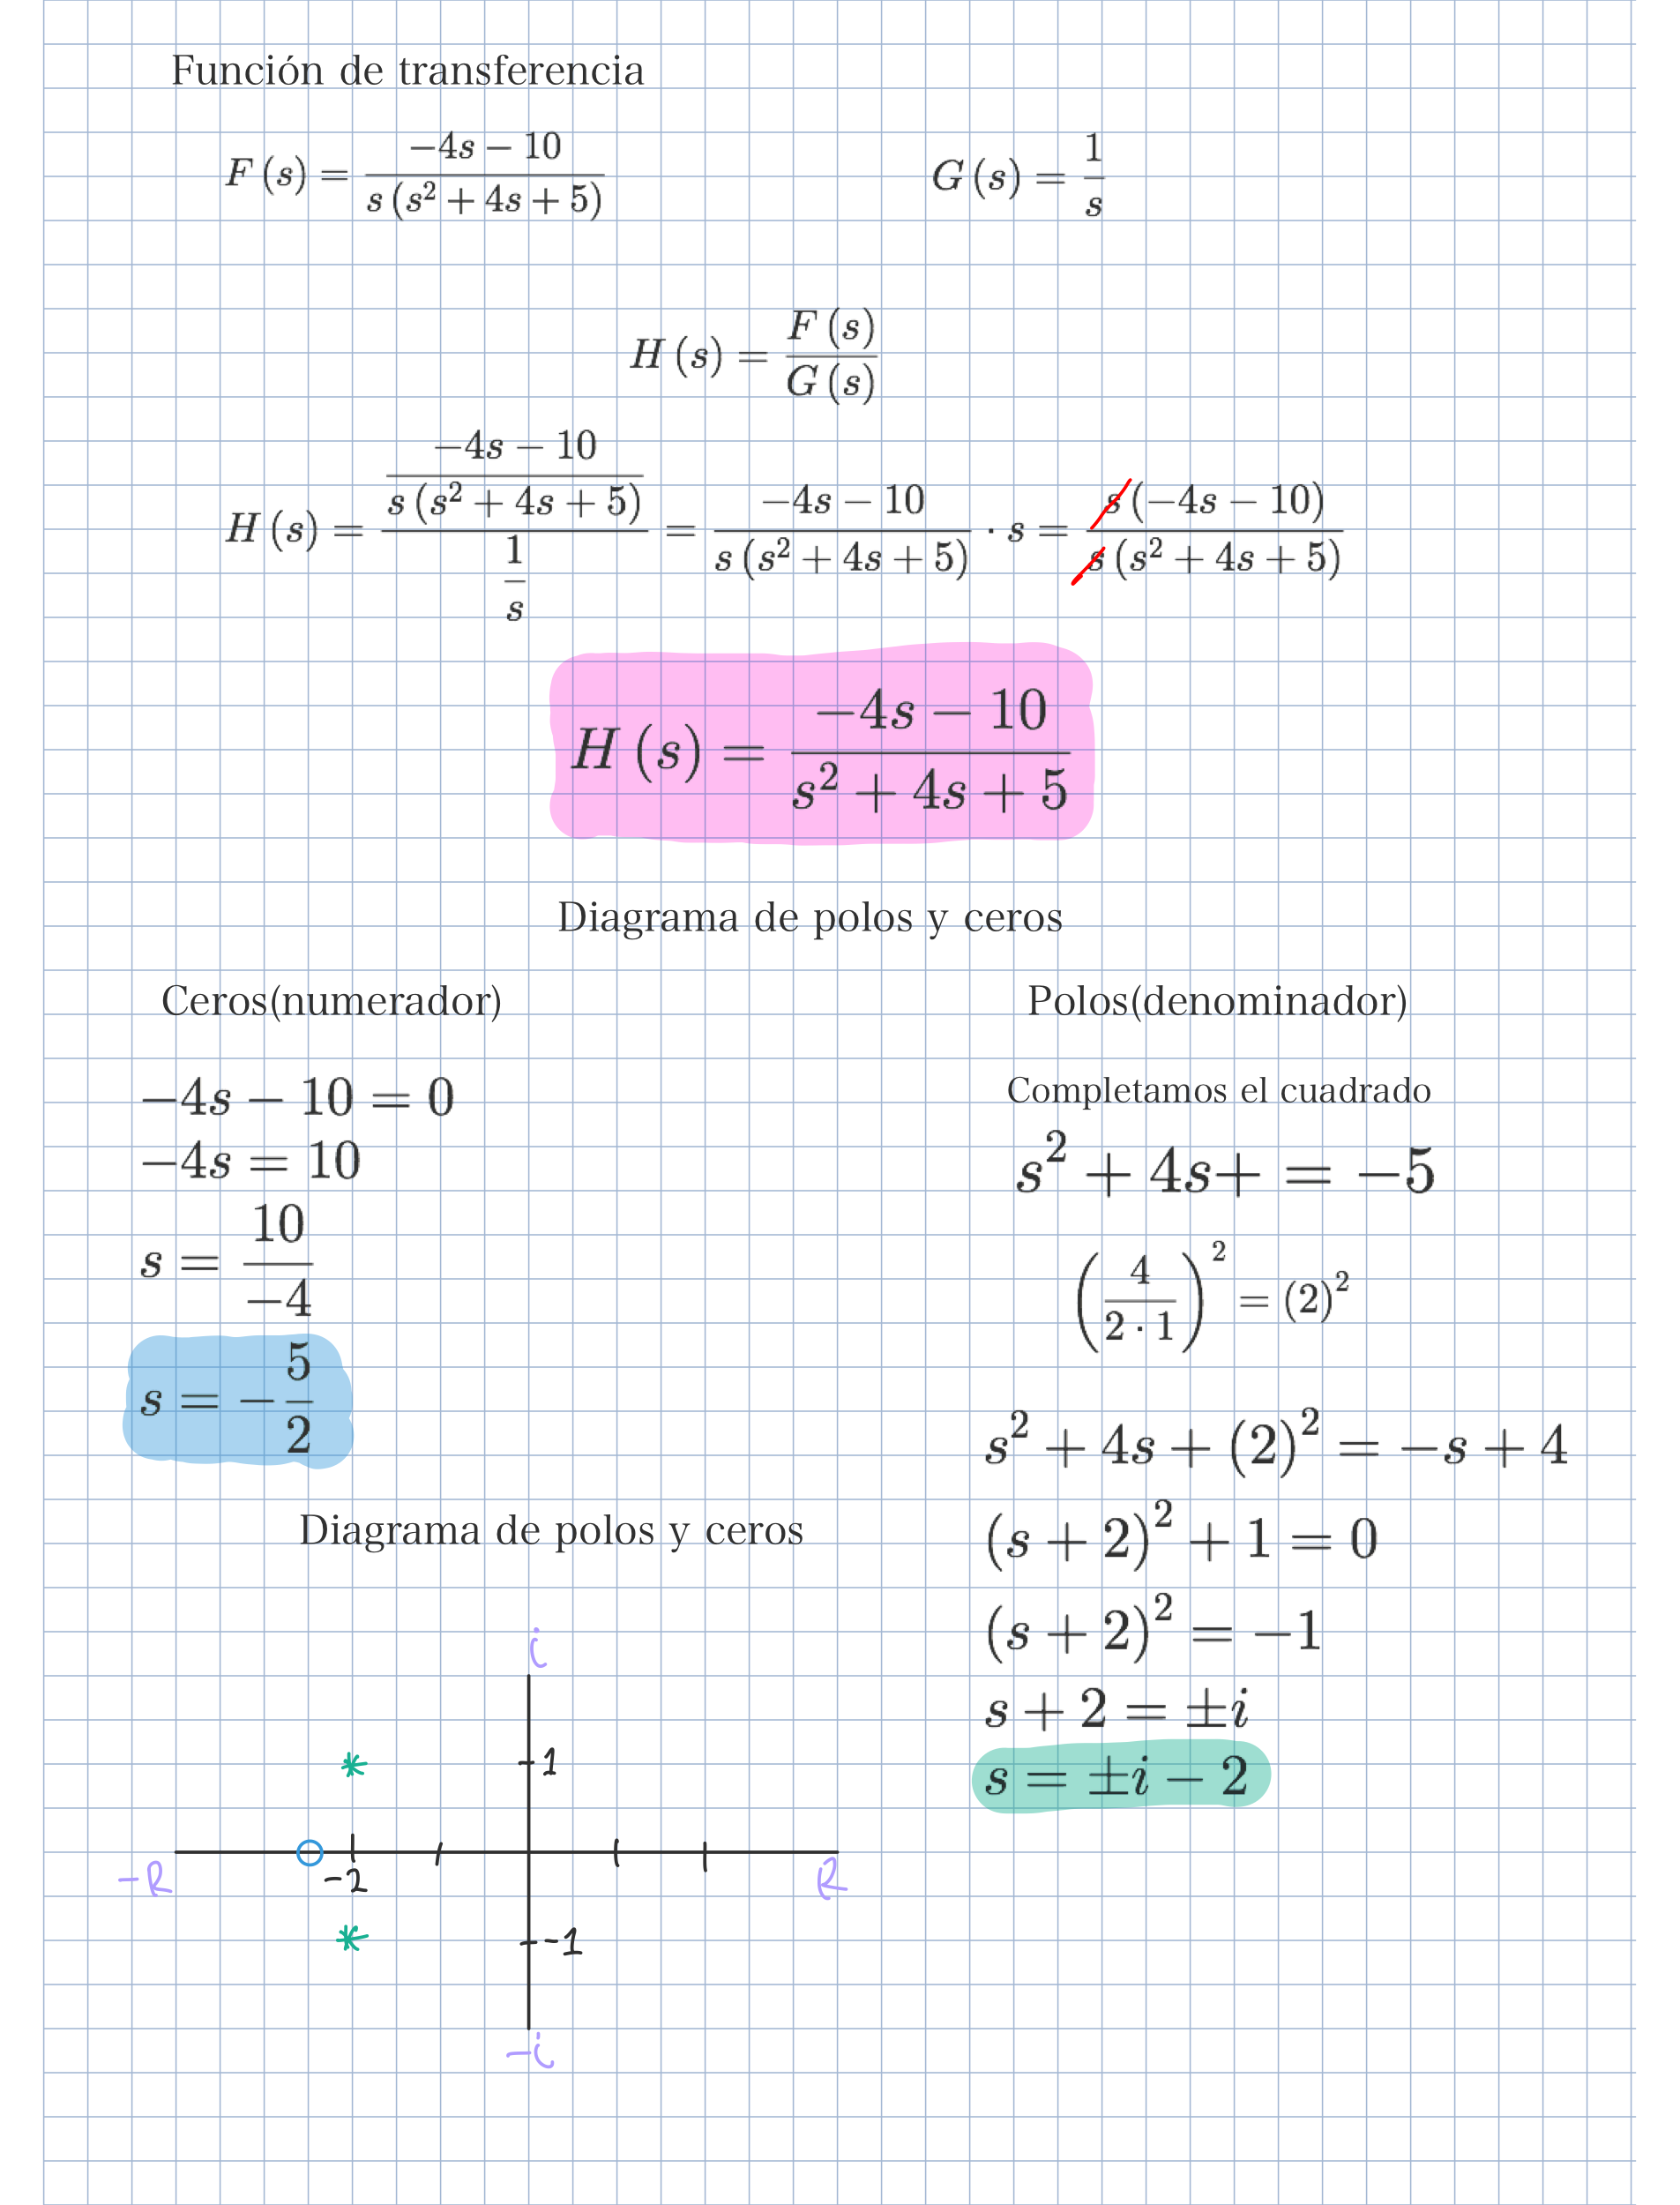 Función de transferencia
F(s) = \frac{-4s - 10}{s(s^2 + 4s + 5)}
G(s) = \frac{1}{s}
H(s) = \frac{F(s)}{G(s)}
H(s) = \frac{\frac{-4s - 10}{s(s^2 + 4s + 5)}}{\frac{1}{s}} = \frac{-4s - 10}{s(s^2 + 4s + 5)} \cdot s = \frac{s(-4s - 10)}{s(s^2 + 4s + 5)}
H(s) = \frac{-4s - 10}{s^2 + 4s + 5}
Diagrama de polos y ceros
Ceros(numerador)
-4s - 10 = 0
-4s = 10
s = \frac{10}{-4}
s = -\frac{5}{2}
Polos(denominador)
Completamos el cuadrado
s^2 + 4s+ = -5
\left(\frac{4}{2 \cdot 1}\right)^2 = (2)^2
s^2 + 4s + (2)^2 = -s + 4
(s + 2)^2 + 1 = 0
(s + 2)^2 = -1
s + 2 = ±i
s = ±i - 2
Diagrama de polos y ceros
i
1
-R
-2
R
-1
-i